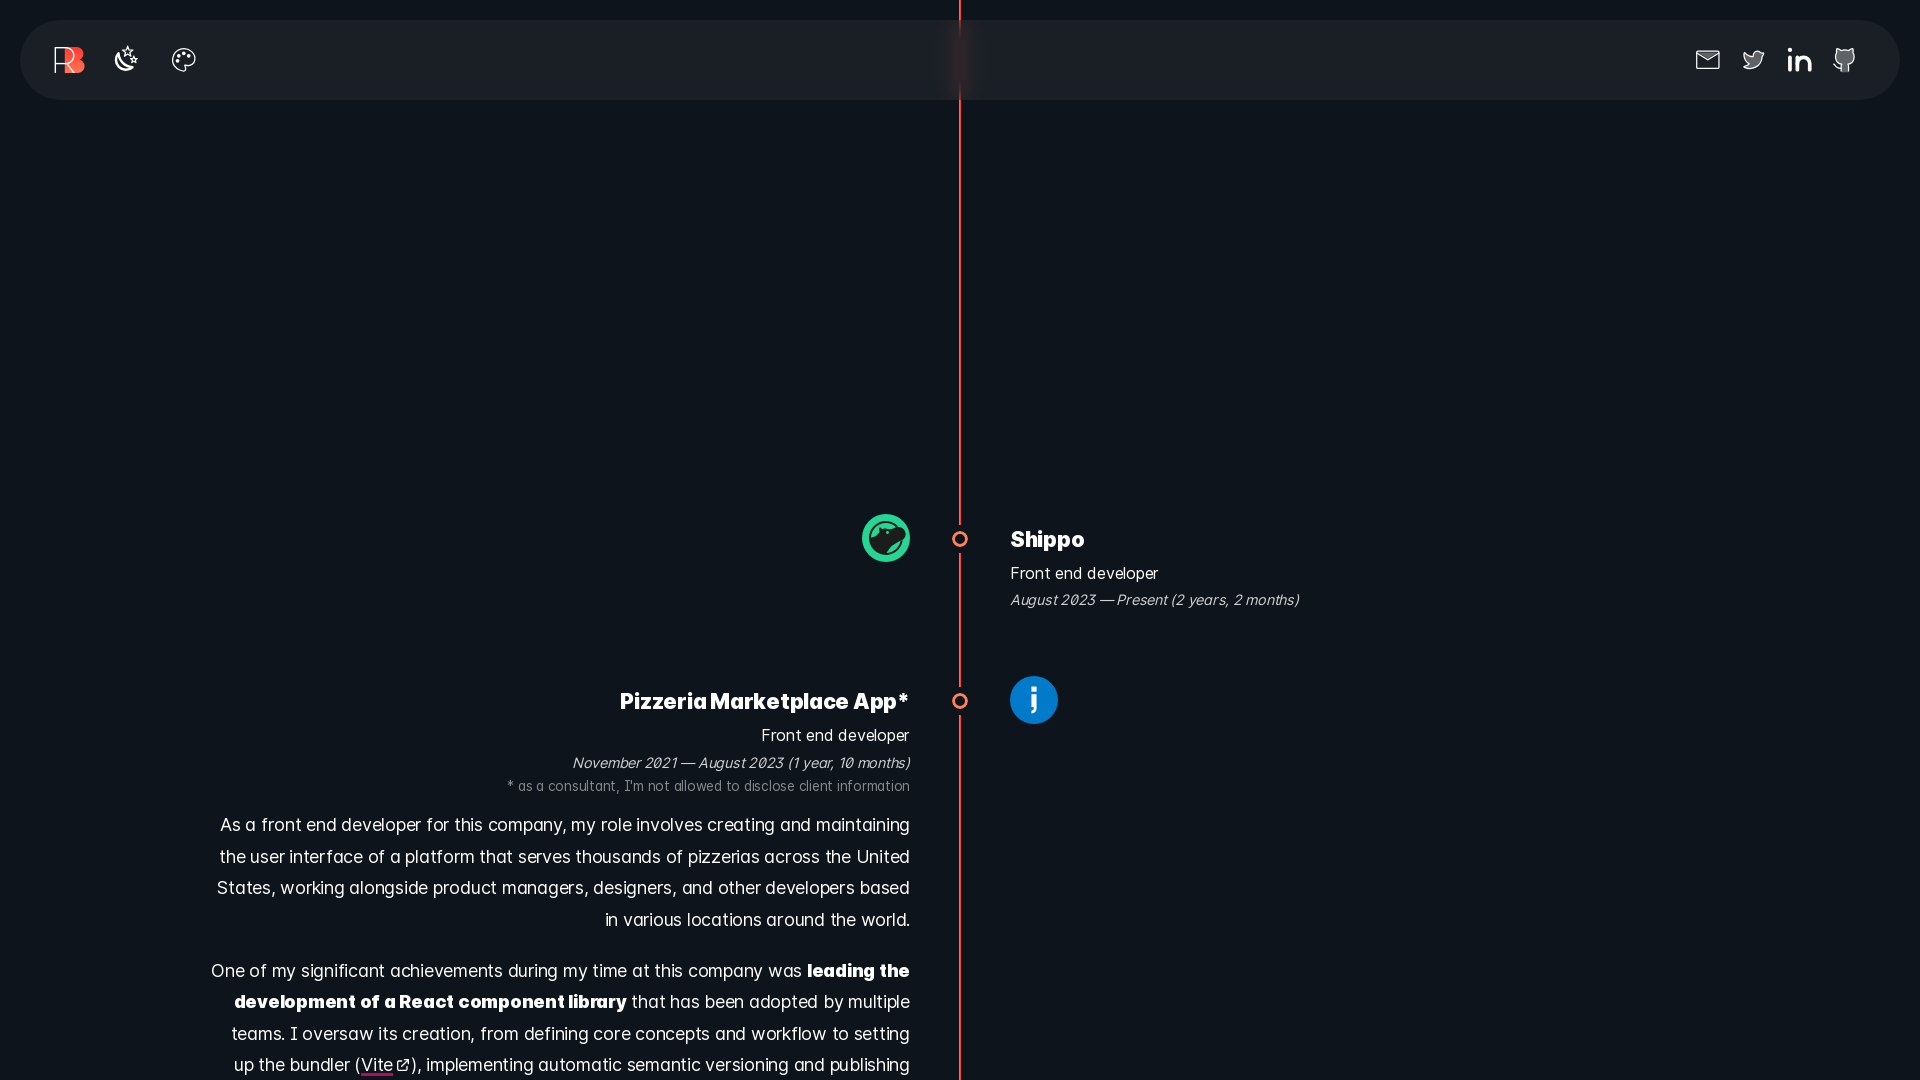 RB
in
Shippo
Front end developer
August 2023 — Present (2 years, 2 months)
j
Pizzeria Marketplace App*
Front end developer
November 2021 — August 2023 (1 year, 10 months)
* as a consultant, I'm not allowed to disclose client information
As a front end developer for this company, my role involves creating and maintaining
the user interface of a platform that serves thousands of pizzerias across the United
States, working alongside product managers, designers, and other developers based
in various locations around the world.
One of my significant achievements during my time at this company was leading the
development of a React component library that has been adopted by multiple
teams. I oversaw its creation, from defining core concepts and workflow to setting
up the bundler (Vite), implementing automatic semantic versioning and publishing